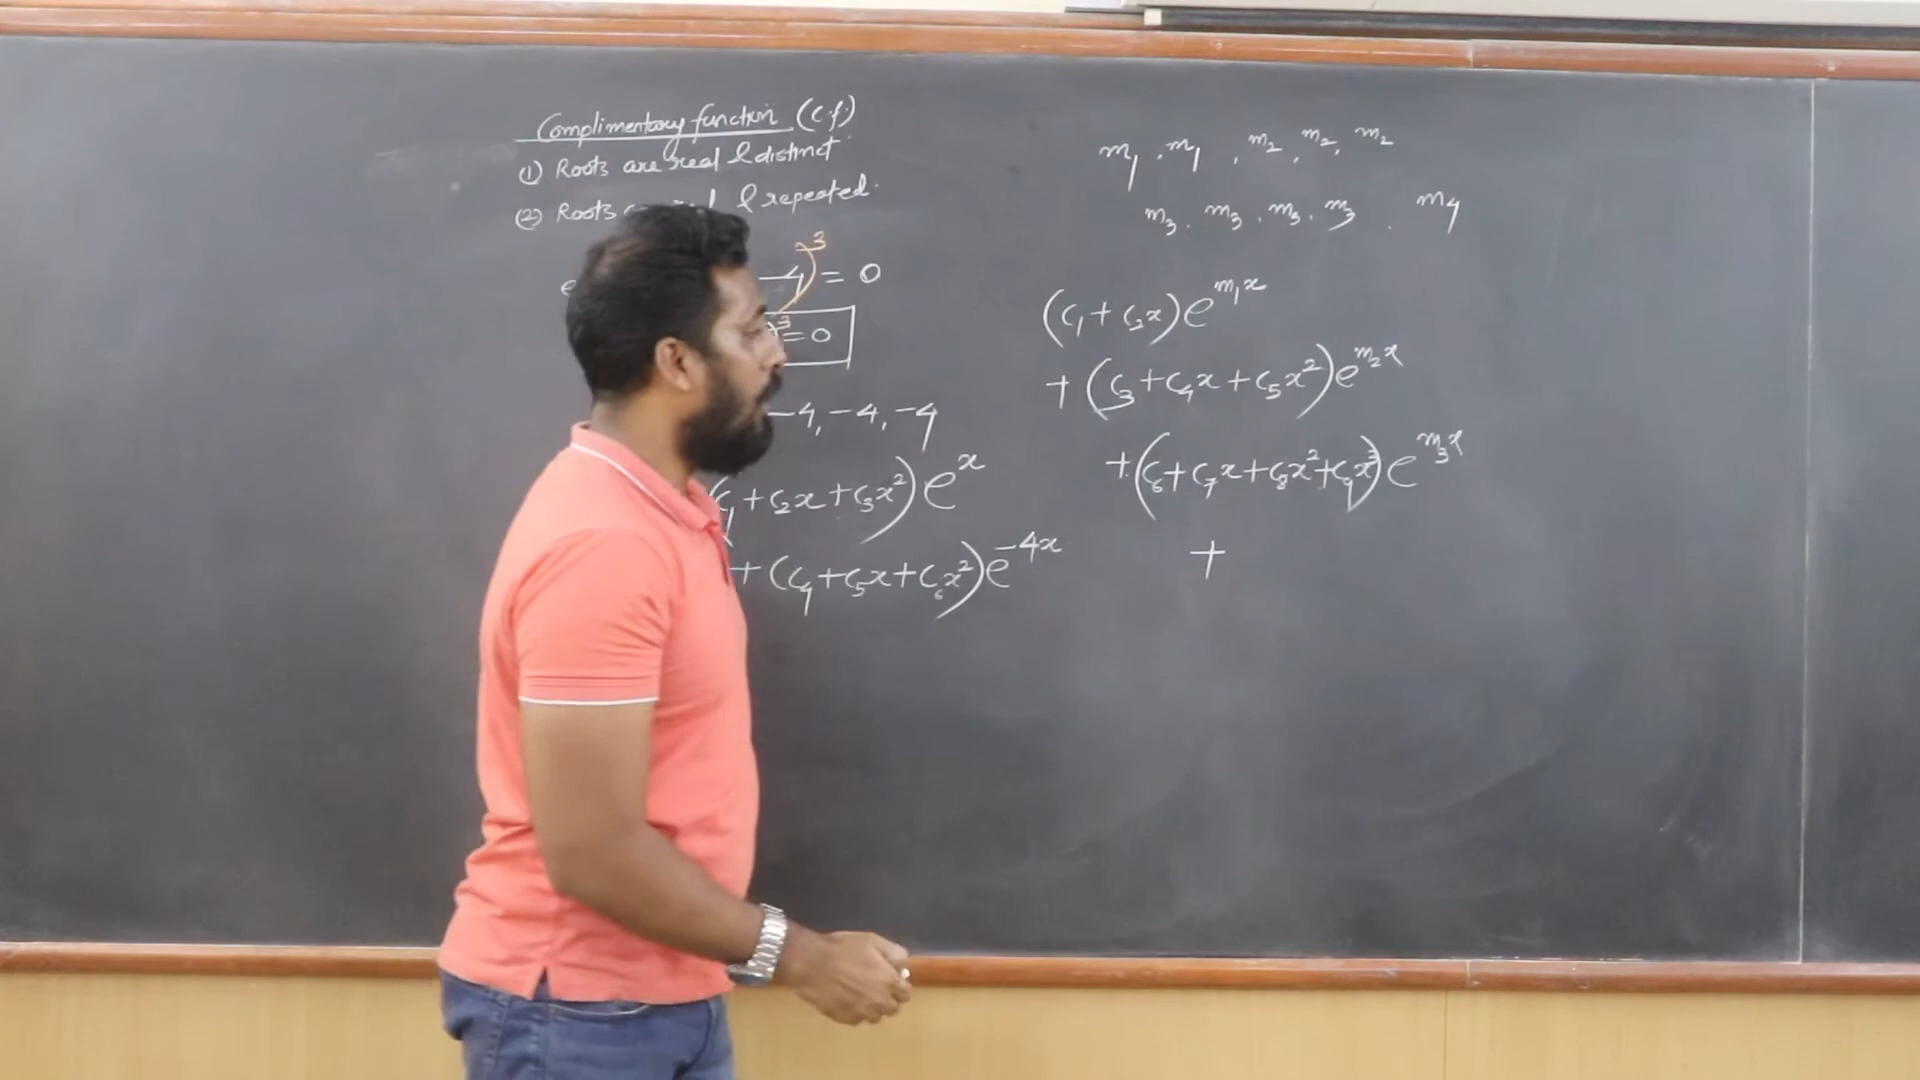 Complimentary function (C.f.)
① Roots are real & distinct
② Roots & repeated.
-4) ³ = 0
)³ = 0
-4, -4, -4
(c₁ + c₂x + c₃x²) eˣ
+ (c₄ + c₅x + c₆x²) e⁻⁴ˣ
m₁, m₁, m₂, m₂, m₂
m₃, m₃, m₃, m₃, m₄
(c₁ + c₂x) e^{m₁x}
+ (c₃ + c₄x + c₅x²) e^{m₂x}
+ (c₆ + c₇x + c₈x² + c₉x³) e^{m₃x}
+